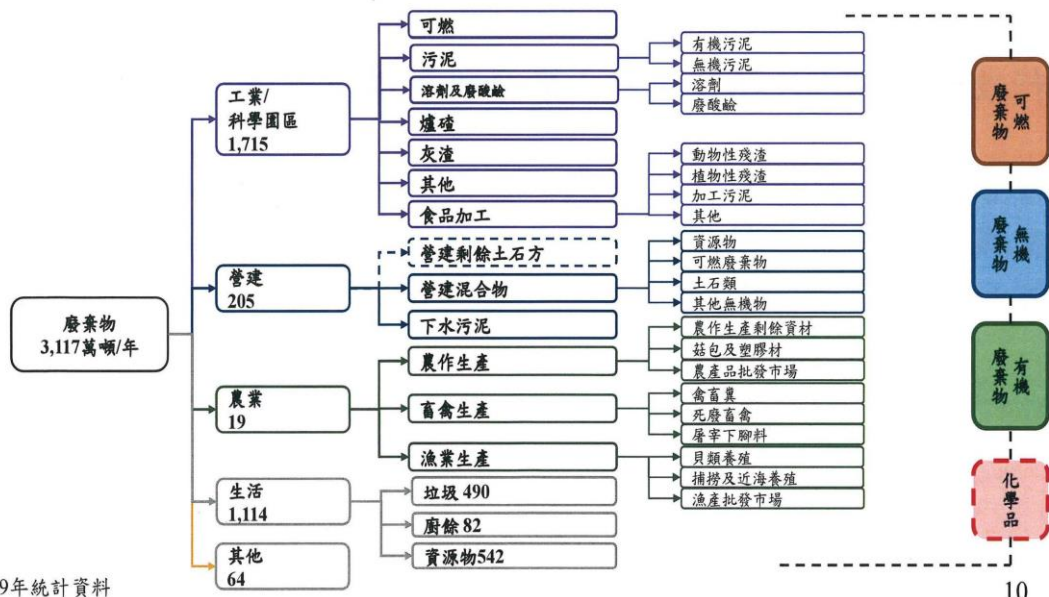 廢棄物
3,117萬噸/年
工業/
科學園區
1,715
營建
205
農業
19
生活
1,114
其他
64
可燃
污泥
溶劑及廢酸鹼
爐碴
灰渣
其他
食品加工
營建剩餘土石方
營建混合物
下水污泥
農作生產
畜禽生產
漁業生產
垃圾 490
廚餘 82
資源物542
有機污泥
無機污泥
溶劑
廢酸鹼
動物性殘渣
植物性殘渣
加工污泥
其他
資源物
可燃廢棄物
土石類
其他無機物
農作生產剩餘資材
菇包及塑膠材
農產品批發市場
禽畜糞
死廢畜禽
屠宰下腳料
貝類養殖
捕撈及近海養殖
漁產批發市場
可燃
廢棄物
無機
廢棄物
有機
廢棄物
化學品
9年統計資料
10